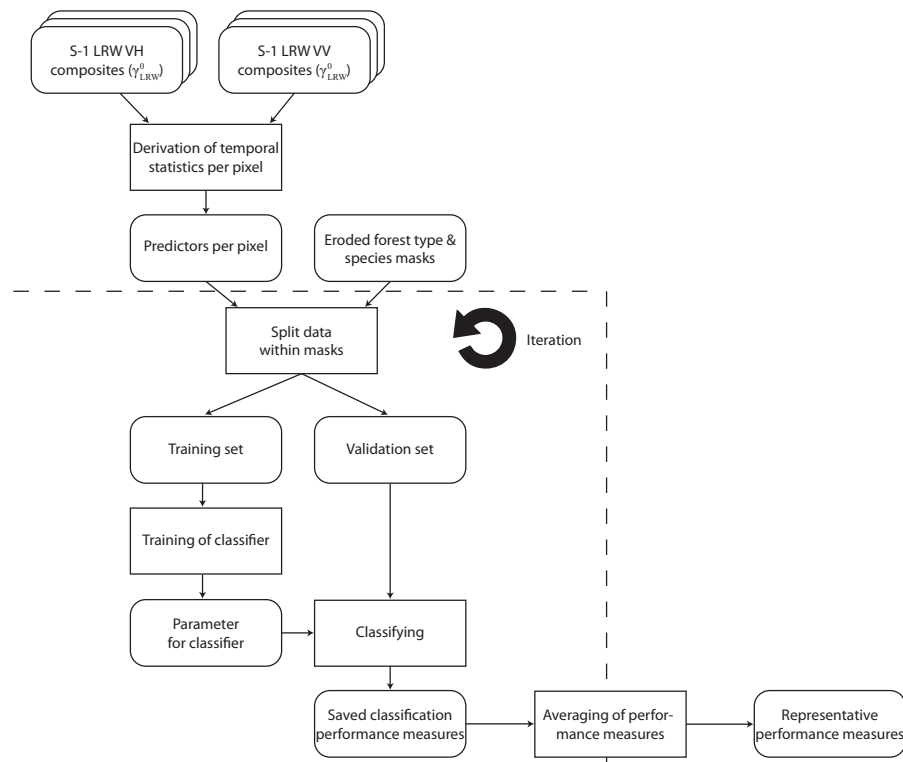 S-1 LRW VH
composites (γ⁰LRW)
S-1 LRW VV
composites (γ⁰LRW)
Derivation of temporal
statistics per pixel
Predictors per pixel
Eroded forest type &
species masks
Split data
within masks
Iteration
Training set
Validation set
Training of classifier
Parameter
for classifier
Classifying
Saved classification
performance measures
Averaging of perfor-
mance measures
Representative
performance measures